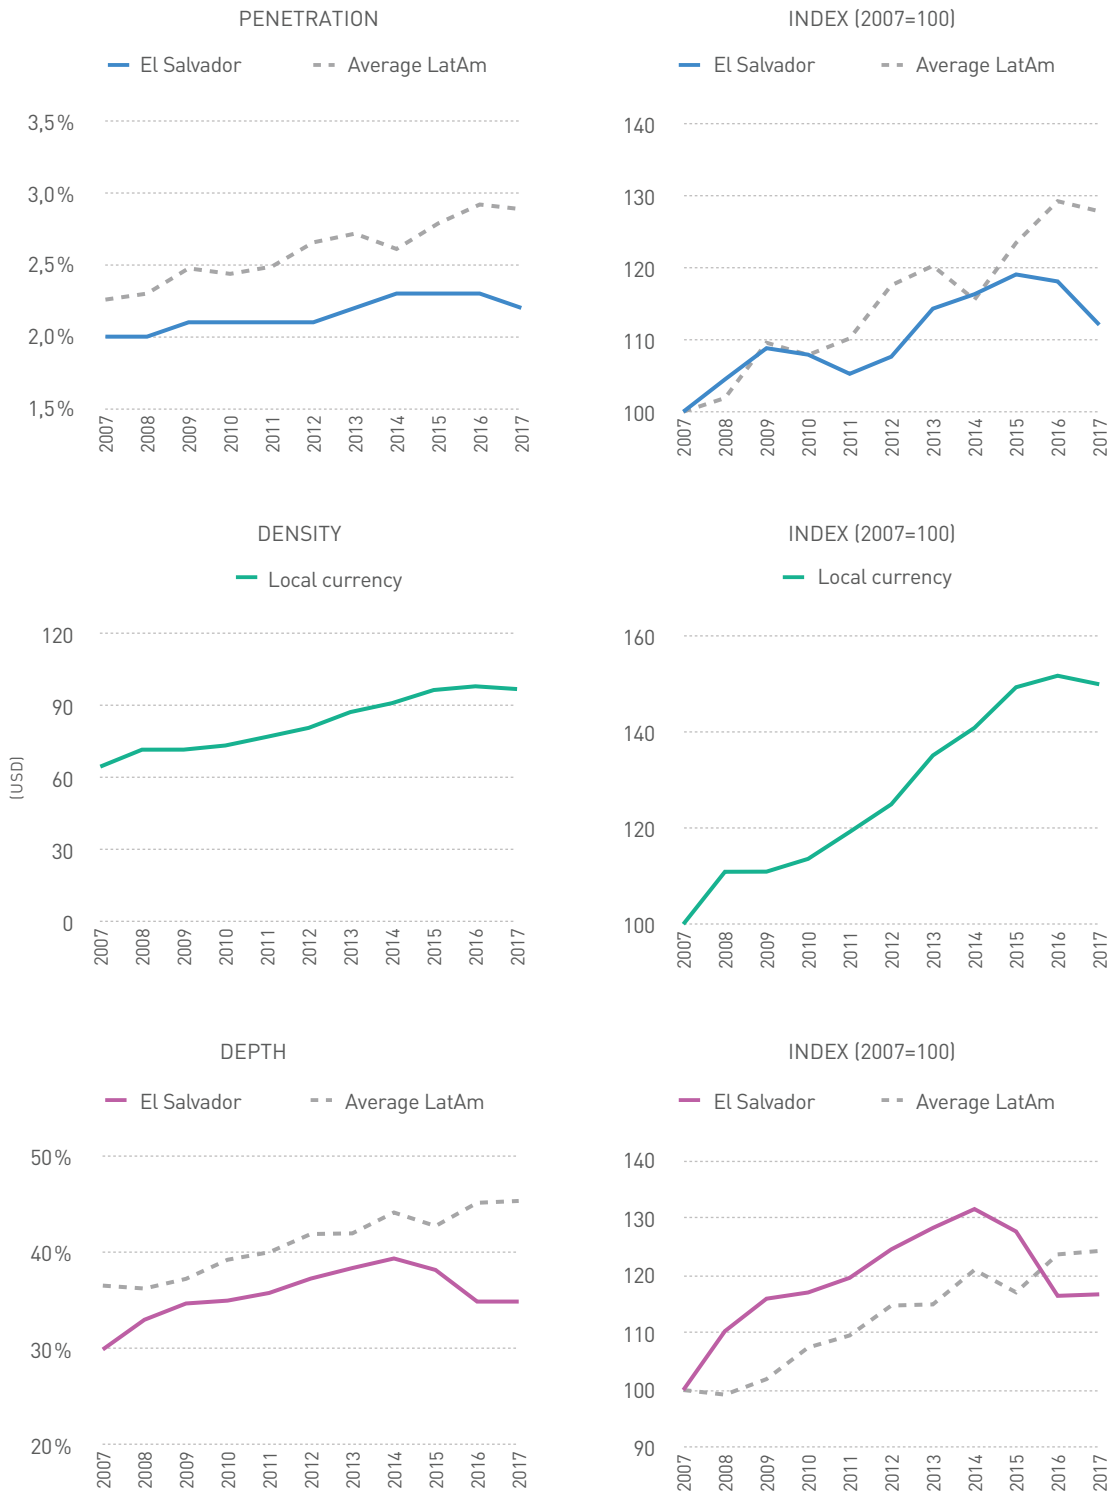 PENETRATION
El Salvador
Average LatAm
3,5%
3,0%
2,5%
2,0%
1,5%
2007 2008 2009 2010 2011 2012 2013 2014 2015 2016 2017
INDEX (2007=100)
El Salvador
Average LatAm
140
130
120
110
100
2007 2008 2009 2010 2011 2012 2013 2014 2015 2016 2017
DENSITY
Local currency
(USD)
120
90
60
30
0
2007 2008 2009 2010 2011 2012 2013 2014 2015 2016 2017
INDEX (2007=100)
Local currency
160
140
120
100
2007 2008 2009 2010 2011 2012 2013 2014 2015 2016 2017
DEPTH
El Salvador
Average LatAm
50%
40%
30%
20%
2007 2008 2009 2010 2011 2012 2013 2014 2015 2016 2017
INDEX (2007=100)
El Salvador
Average LatAm
140
130
120
110
100
90
2007 2008 2009 2010 2011 2012 2013 2014 2015 2016 2017